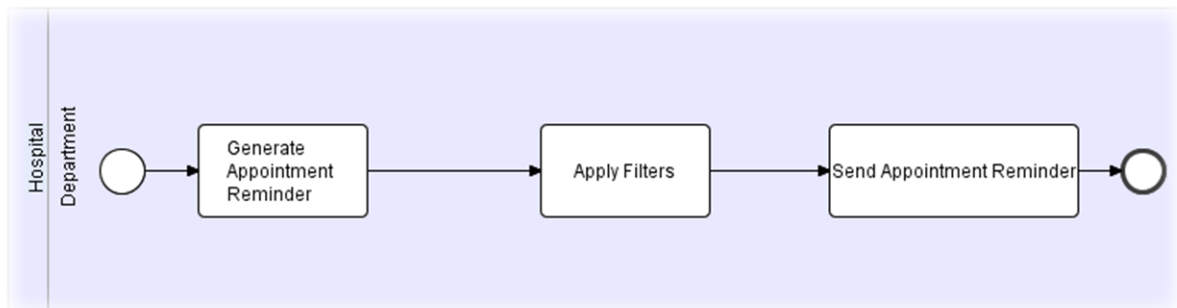 Hospital
Department
Generate
Appointment
Reminder
Apply Filters
Send Appointment Reminder